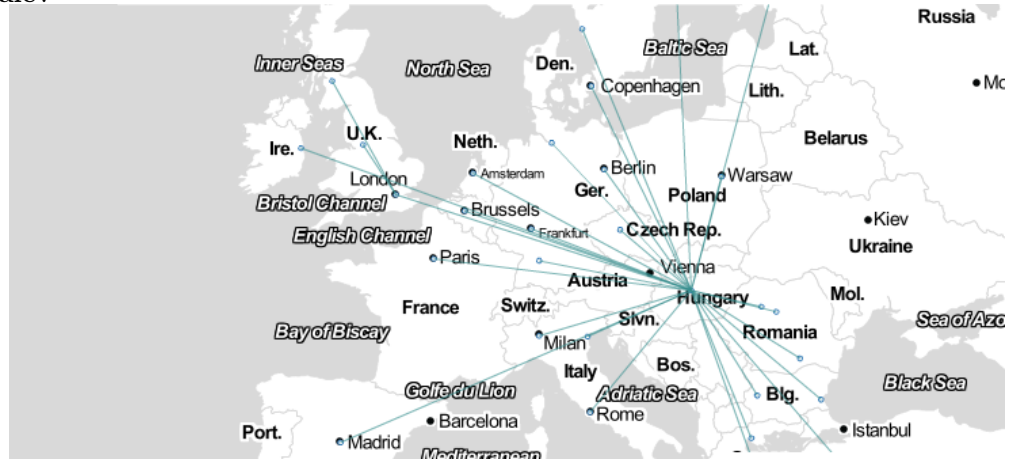 Russia
Baltic Sea
Lat.
Inner Seas
North Sea
Den.
Copenhagen
Lith.
Mo
U.K.
Ire.
Neth.
Belarus
London
Amsterdam
Berlin
Warsaw
Ger.
Poland
Bristol Channel
Brussels
Kiev
English Channel
Frankfurt
Czech Rep.
Ukraine
Paris
Vienna
Austria
Hungary
Mol.
France
Switz.
Slvn.
Sea of Azo
Bay of Biscay
Milan
Romania
Italy
Bos.
Black Sea
Golfe du Lion
Adriatic Sea
Blg.
Rome
Port.
Barcelona
Istanbul
Madrid
Mediterranean